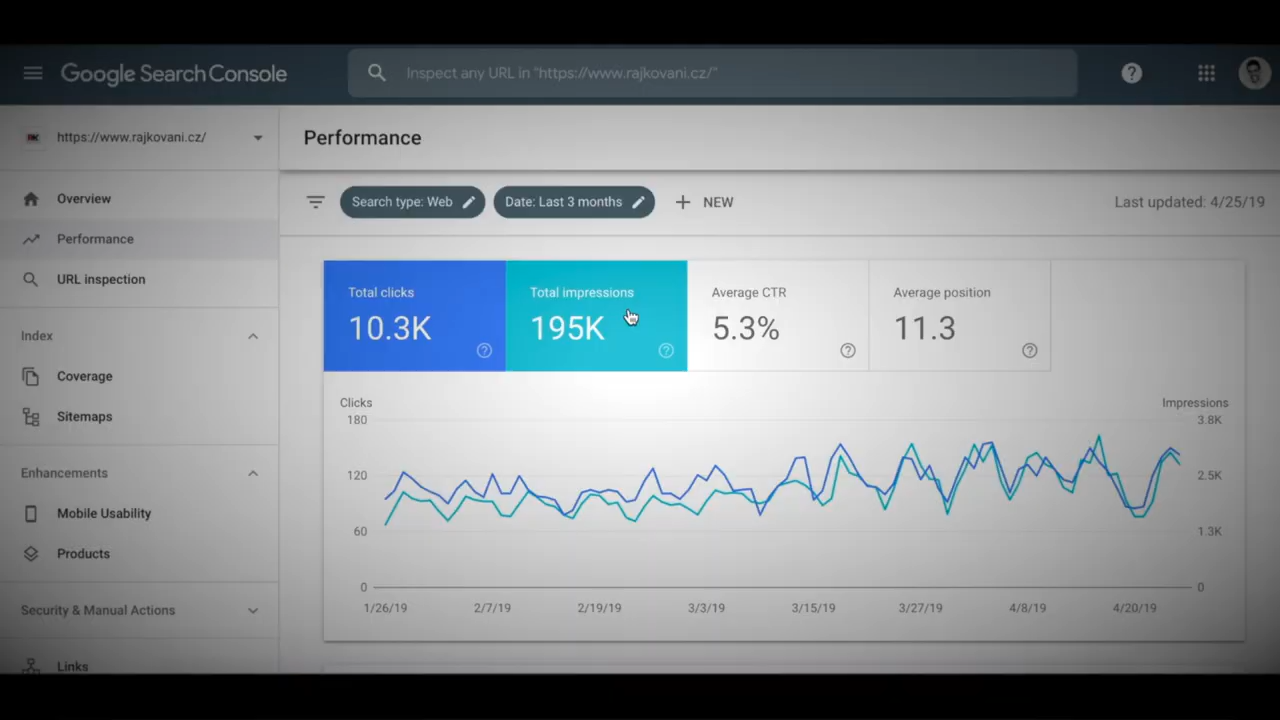 Google Search Console
Inspect any URL in "https://www.rajkovani.cz/"
https://www.rajkovani.cz/
Performance
Overview
Performance
URL inspection
Index
Coverage
Sitemaps
Enhancements
Mobile Usability
Products
Security & Manual Actions
Links
Search type: Web
Date: Last 3 months
NEW
Last updated: 4/25/19
Total clicks
10.3K
Total impressions
195K
Average CTR
5.3%
Average position
11.3
Clicks
Impressions
180
3.8K
120
2.5K
60
1.3K
0
0
1/26/19
2/7/19
2/19/19
3/3/19
3/15/19
3/27/19
4/8/19
4/20/19